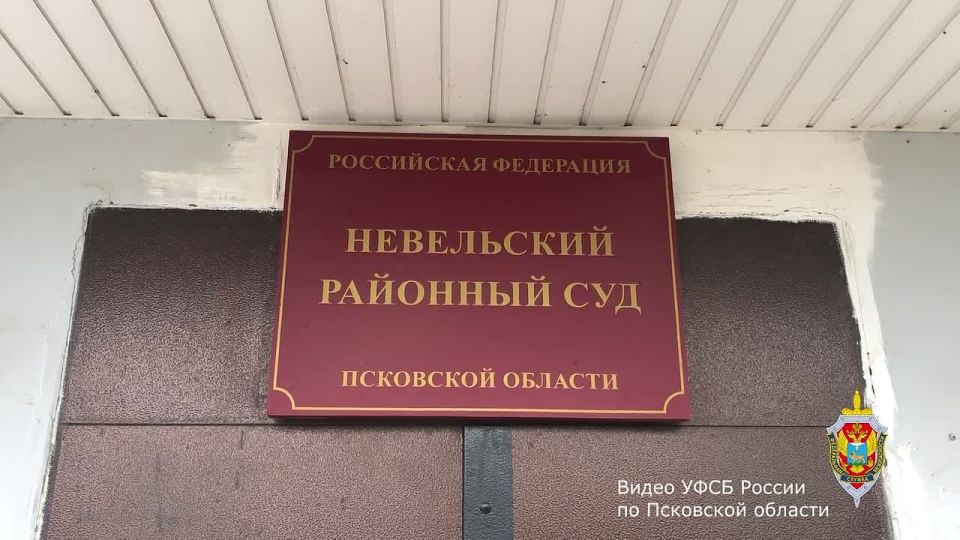 РОССИЙСКАЯ ФЕДЕРАЦИЯ
НЕВЕЛЬСКИЙ
РАЙОННЫЙ СУД
ПСКОВСКОЙ ОБЛАСТИ
Видео УФСБ России
по Псковской области